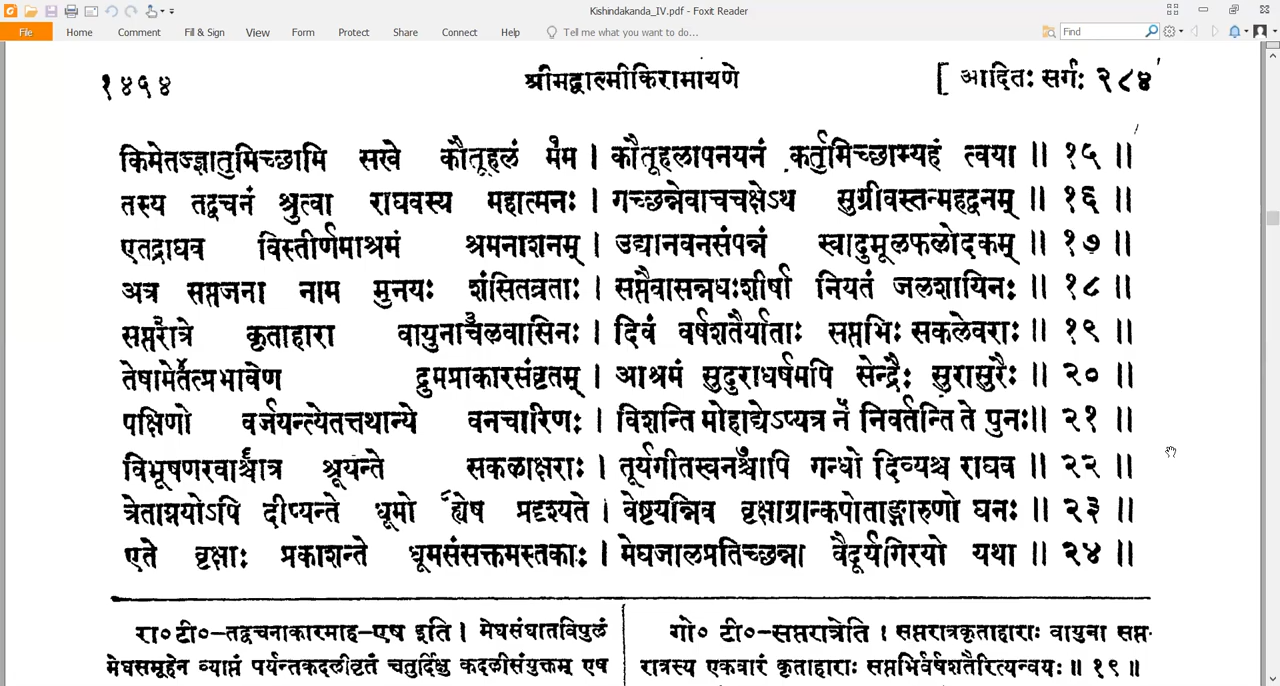 Kishindakanda_IV.pdf - Foxit Reader
File Home Comment Fill & Sign View Form Protect Share Connect Help Tell me what you want to do... Find
१४५४ श्रीमद्वाल्मीकिरामायणे [ आदितः सर्गः २८४
किमेतज्ज्ञातुमिच्छामि सखे कौतूहलं मम । कौतूहलापनयनं कर्तुमिच्छाम्यहं त्वया ॥ १५ ॥
तस्य तद्वचनं श्रुत्वा राघवस्य महात्मनः । गच्छन्नेवाचचक्षेऽथ सुग्रीवस्तन्महद्वनम् ॥ १६ ॥
एतद्राघव विस्तीर्णमाश्रमं श्रमनाशनम् । उद्यानवनसंपन्नं स्वादुमूलफलोदकम् ॥ १७ ॥
अत्र सप्तजना नाम मुनयः शंसितव्रताः । सप्तैवासन्नधःशीर्षा नियतं जलशायिनः ॥ १८ ॥
सप्तरात्रे कृताहारा वायुनाचलवासिनः । दिवं वर्षशतैर्याताः सप्तभिः सकलेवराः ॥ १९ ॥
तेषामेतत्प्रभावेण द्रुमप्राकारसंवृतम् । आश्रमं सुदुराधर्षमपि सेन्द्रैः सुरासुरैः ॥ २० ॥
पक्षिणो वर्जयन्त्येतत्तथान्ये वनचारिणः । विशन्ति मोहाद्येऽप्यत्र न निवर्तन्ति ते पुनः॥ २१ ॥
विभूषणरवाश्चात्र श्रूयन्ते सकळाक्षराः । तूर्यगीतस्वनश्चापि गन्धो दिव्यश्च राघव ॥ २२ ॥
त्रेताग्नयोऽपि दीप्यन्ते धूमो ह्येष प्रदृश्यते । वेष्टयन्निव वृक्षाग्रान्कपोताङ्गारुणो घनः ॥ २३ ॥
एते वृक्षाः प्रकाशन्ते धूमसंसक्तमस्तकाः । मेघजालप्रतिच्छन्ना वैदूर्यगिरयो यथा ॥ २४ ॥
रा० टी०-तद्वचनाकारमाह-एष इति । मेघसंघातविपुलं
मेघसमूहेन व्याप्तं पर्यन्तकदलीवृतं चतुर्दिक्षु कदलीसंयुक्तम् एष
गो० टी०-सप्तरात्रेति । सप्तरात्रकृताहाराः वायुना सप्त-
रात्रस्य एकवारं कृताहाराः सप्तभिर्वर्षशतैरित्यन्वयः॥ १९॥